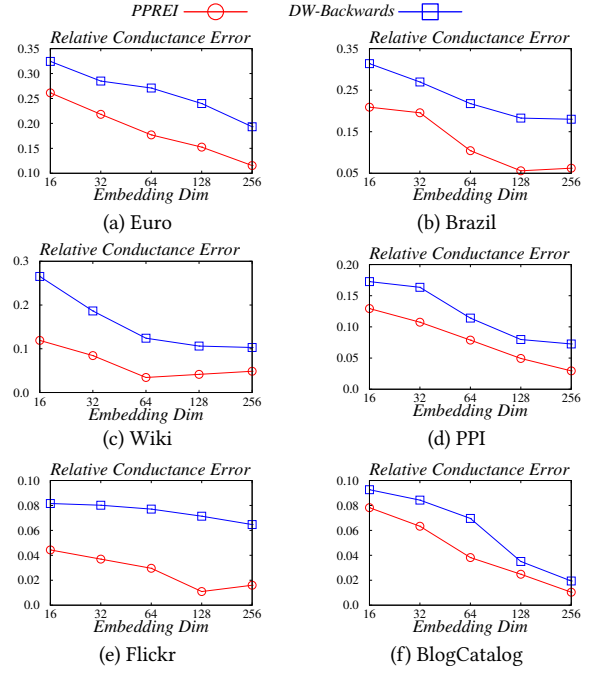 PPREI DW-Backwards
Relative Conductance Error Relative Conductance Error
0.35 0.35
0.30
0.25 0.25
0.20
0.15 0.15
0.10 0.05
16 32 64 128 256 16 32 64 128 256
Embedding Dim Embedding Dim
(a) Euro (b) Brazil
Relative Conductance Error Relative Conductance Error
0.3 0.20
0.2 0.15
0.10
0.1 0.05
0.0 0.0
16 32 64 128 256 16 32 64 128 256
Embedding Dim Embedding Dim
(c) Wiki (d) PPI
Relative Conductance Error Relative Conductance Error
0.10 0.10
0.08 0.08
0.06 0.06
0.04 0.04
0.02 0.02
0.0 0.0
16 32 64 128 256 16 32 64 128 256
Embedding Dim Embedding Dim
(e) Flickr (f) BlogCatalog